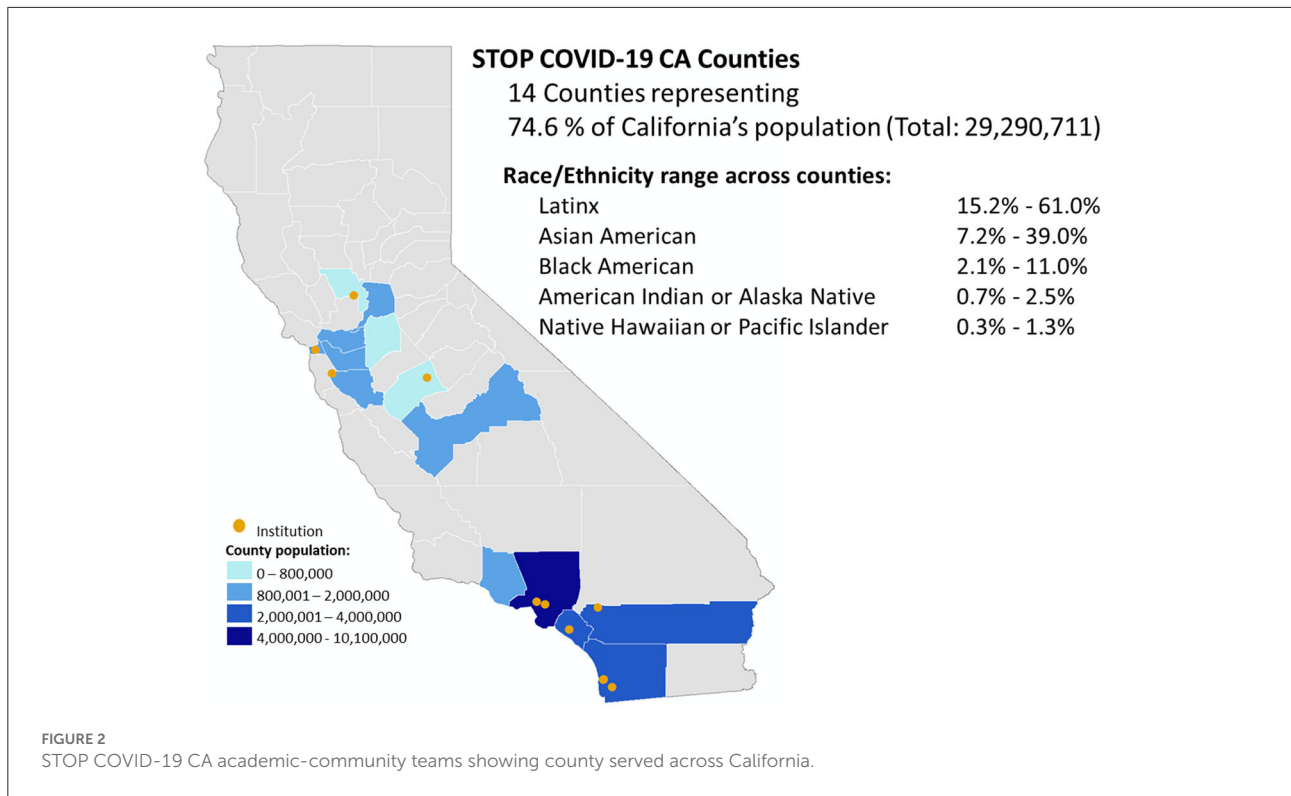 STOP COVID-19 CA Counties
14 Counties representing
74.6 % of California's population (Total: 29,290,711)
Race/Ethnicity range across counties:
Latinx 15.2% - 61.0%
Asian American 7.2% - 39.0%
Black American 2.1% - 11.0%
American Indian or Alaska Native 0.7% - 2.5%
Native Hawaiian or Pacific Islander 0.3% - 1.3%
Institution
County population:
0 – 800,000
800,001 – 2,000,000
2,000,001 – 4,000,000
4,000,000 - 10,100,000
FIGURE 2
STOP COVID-19 CA academic-community teams showing county served across California.